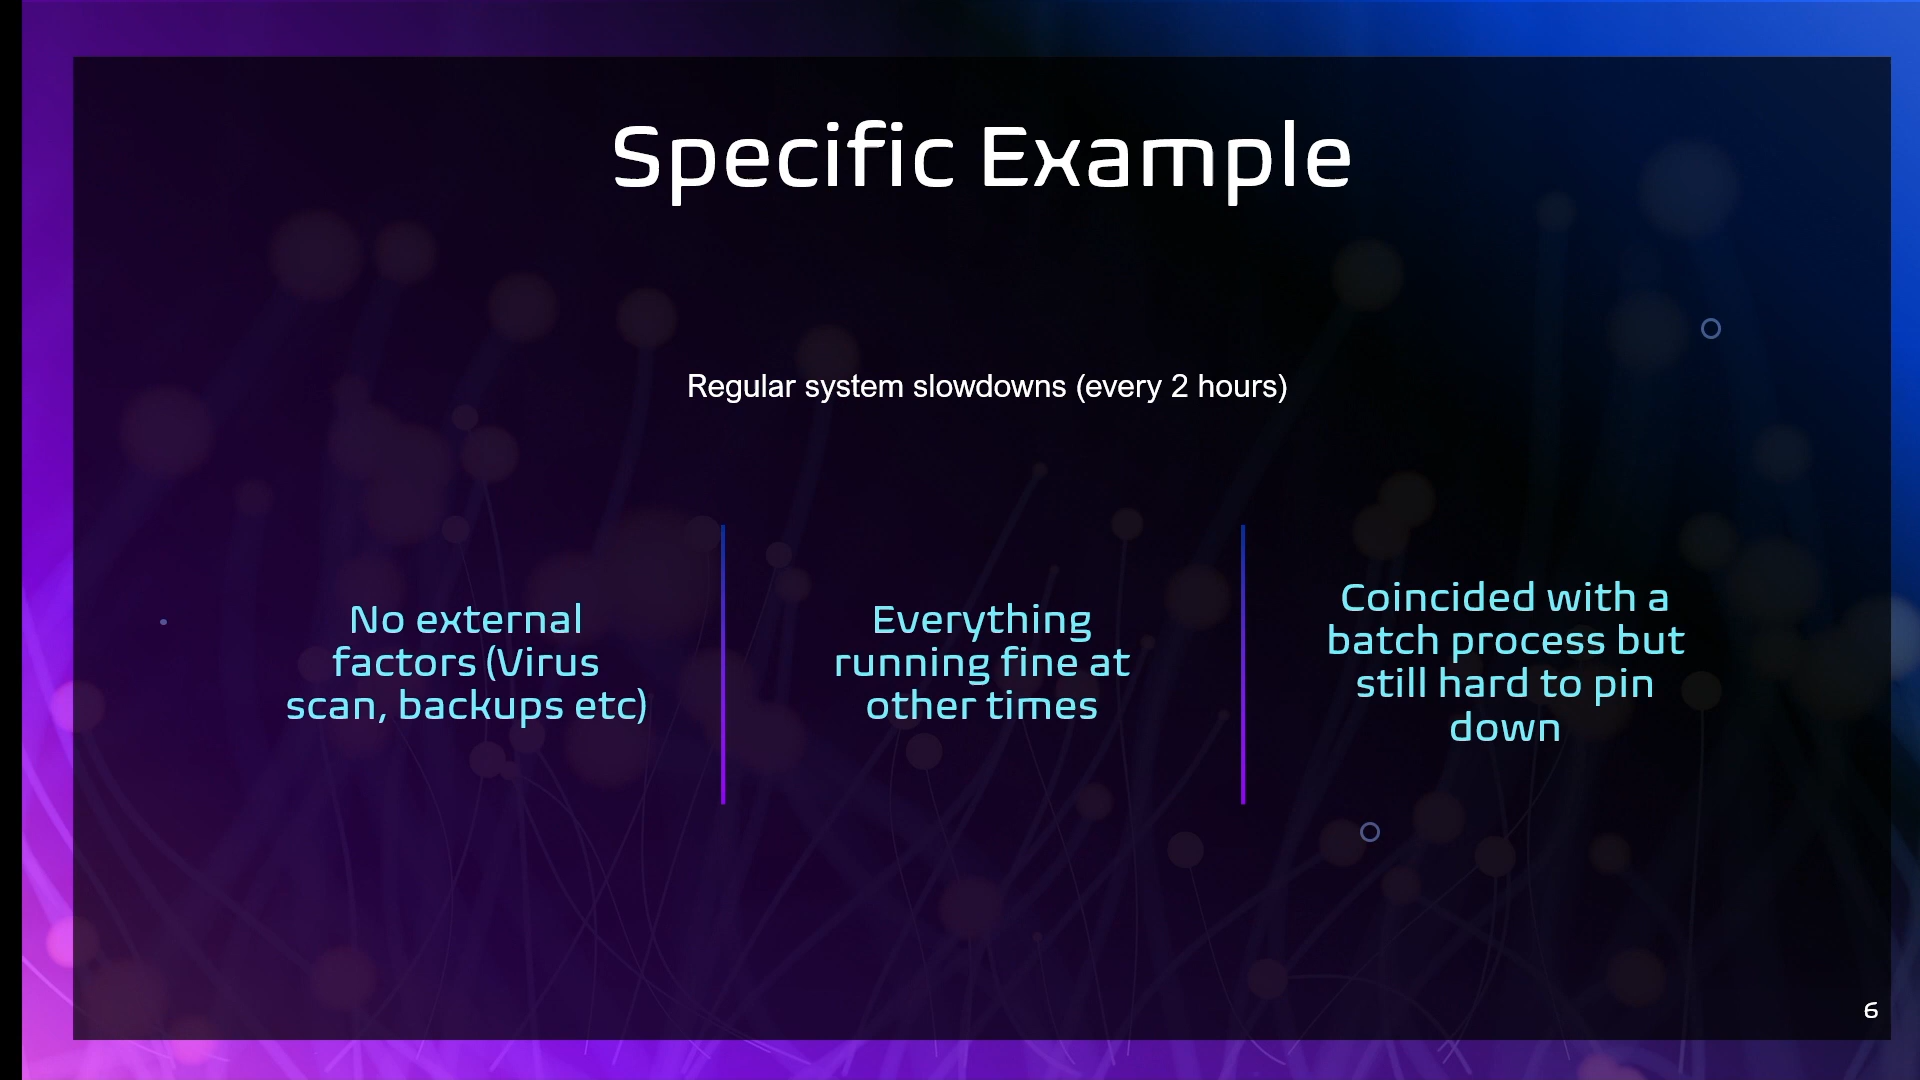 Specific Example
Regular system slowdowns (every 2 hours)
No external
factors (Virus
scan, backups etc)
Everything
running fine at
other times
Coincided with a
batch process but
still hard to pin
down
6